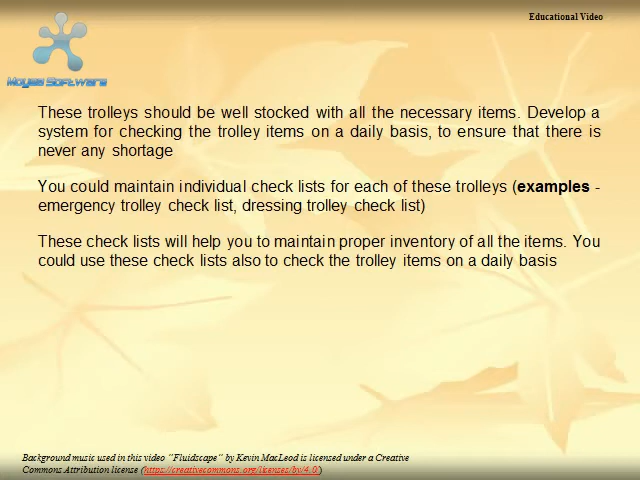 Educational Video
Moyea Software
These trolleys should be well stocked with all the necessary items. Develop a
system for checking the trolley items on a daily basis, to ensure that there is
never any shortage
You could maintain individual check lists for each of these trolleys (examples -
emergency trolley check list, dressing trolley check list)
These check lists will help you to maintain proper inventory of all the items. You
could use these check lists also to check the trolley items on a daily basis
Background music used in this video "Fluidscape" by Kevin MacLeod is licensed under a Creative
Commons Attribution license (https://creativecommons.org/licenses/by/4.0/)